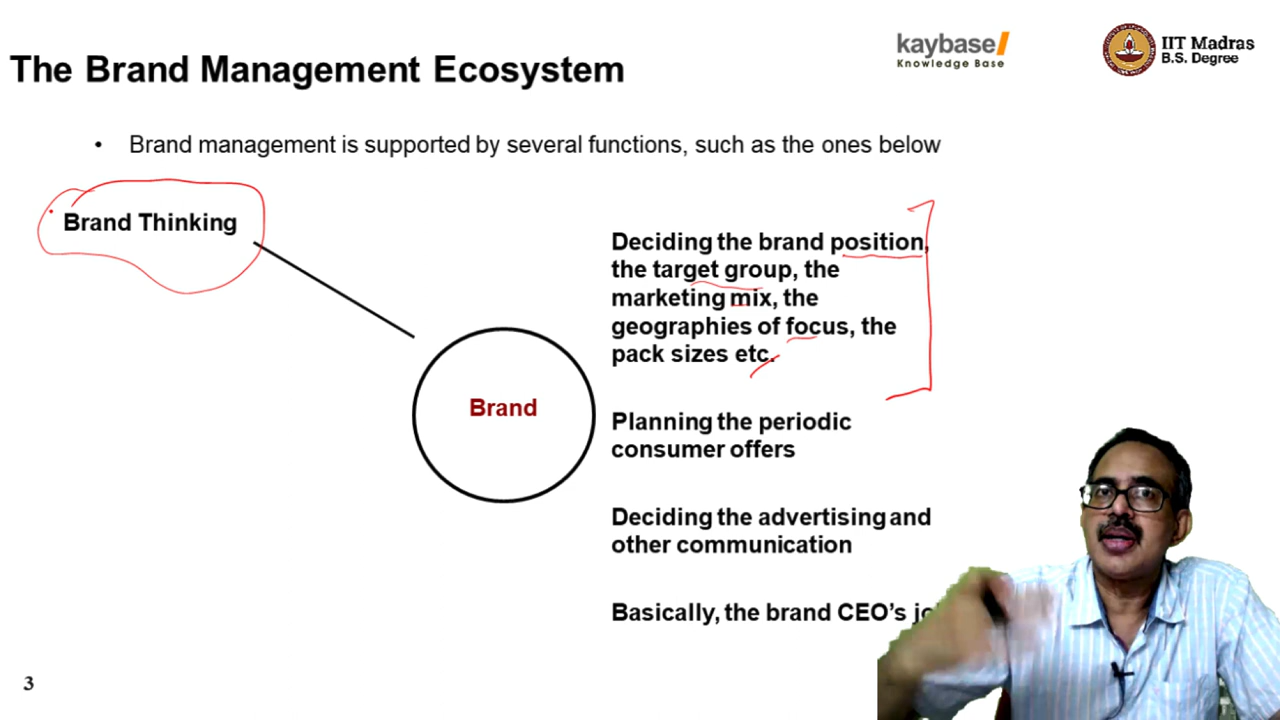 The Brand Management Ecosystem
kaybase/
Knowledge Base
IIT Madras
B.S. Degree
• Brand management is supported by several functions, such as the ones below
Brand Thinking
Deciding the brand position,
the target group, the
marketing mix, the
geographies of focus, the
pack sizes etc.
Brand
Planning the periodic
consumer offers
Deciding the advertising and
other communication
Basically, the brand CEO's
3